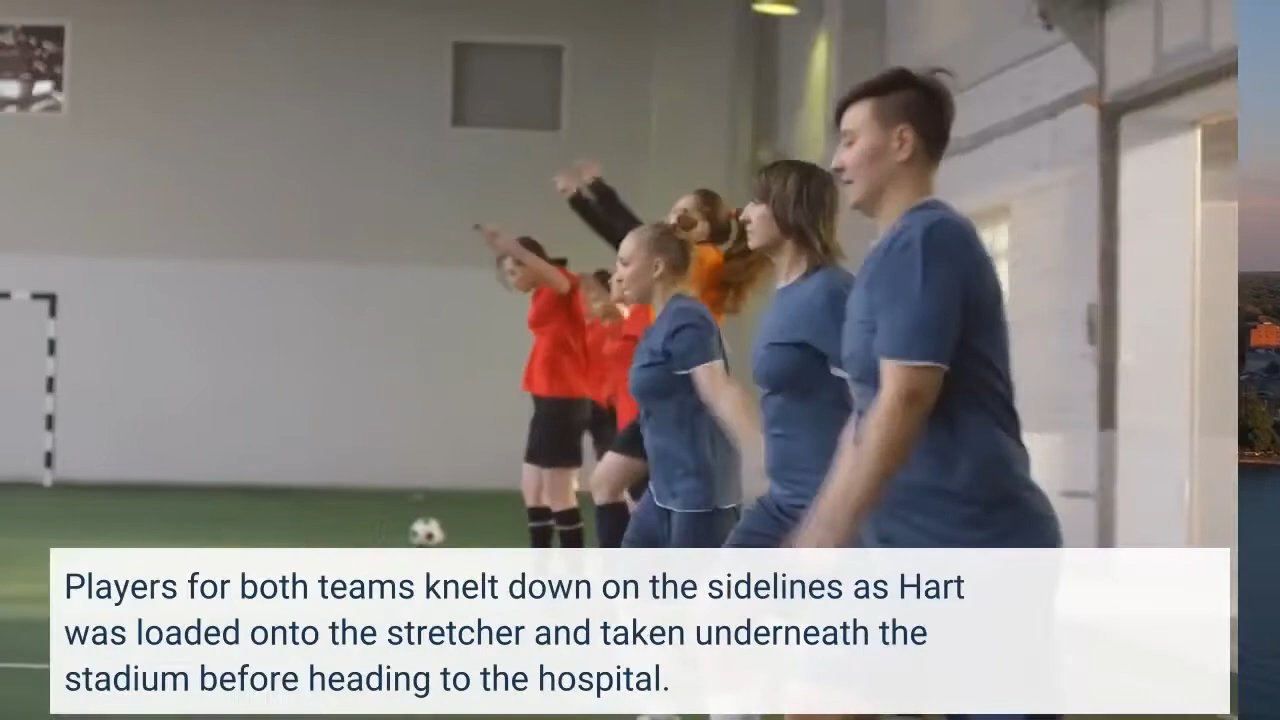 Players for both teams knelt down on the sidelines as Hart
was loaded onto the stretcher and taken underneath the
stadium before heading to the hospital.